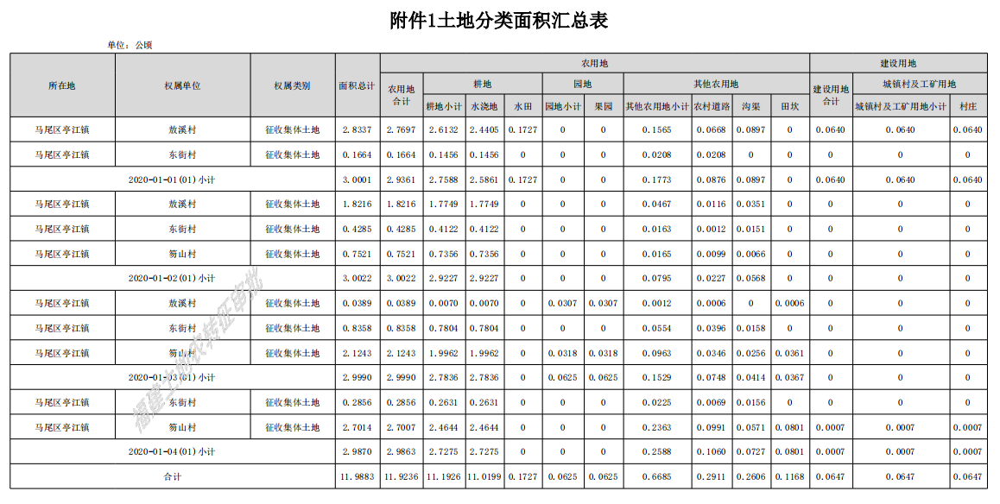 附件1土地分类面积汇总表
单位：公顷
所在地 权属单位 权属类别 面积总计 农用地 建设用地
农用地合计 耕地 园地 其他农用地 建设用地合计 城镇村及工矿用地
耕地小计 水浇地 水田 园地小计 果园 其他农用地小计 农村道路 沟渠 田坎 城镇村及工矿用地小计 村庄
马尾区亭江镇 敖溪村 征收集体土地 2.8337 2.7697 2.6132 2.4405 0.1727 0 0 0.1565 0.0668 0.0897 0 0.0640 0.0640 0.0640
马尾区亭江镇 东街村 征收集体土地 0.1664 0.1664 0.1456 0.1456 0 0 0 0.0208 0.0208 0 0 0 0 0
2020-01-01(01)小计 3.0001 2.9361 2.7588 2.5861 0.1727 0 0 0.1773 0.0876 0.0897 0 0.0640 0.0640 0.0640
马尾区亭江镇 敖溪村 征收集体土地 1.8216 1.8216 1.7749 1.7749 0 0 0 0.0467 0.0116 0.0351 0 0 0 0
马尾区亭江镇 东街村 征收集体土地 0.4285 0.4285 0.4122 0.4122 0 0 0 0.0163 0.0012 0.0151 0 0 0 0
马尾区亭江镇 笏山村 征收集体土地 0.7521 0.7521 0.7356 0.7356 0 0 0 0.0165 0.0099 0.0066 0 0 0 0
2020-01-02(01)小计 3.0022 3.0022 2.9227 2.9227 0 0 0 0.0795 0.0227 0.0568 0 0 0 0
马尾区亭江镇 敖溪村 征收集体土地 0.0389 0.0389 0.0070 0.0070 0 0.0307 0.0307 0.0012 0.0006 0 0.0006 0 0 0
马尾区亭江镇 东街村 征收集体土地 0.8358 0.8358 0.7804 0.7804 0 0 0 0.0554 0.0396 0.0158 0 0 0 0
马尾区亭江镇 笏山村 征收集体土地 2.1243 2.1243 1.9962 1.9962 0 0.0318 0.0318 0.0963 0.0346 0.0256 0.0361 0 0 0
2020-01-03(01)小计 2.9990 2.9990 2.7836 2.7836 0 0.0625 0.0625 0.1529 0.0748 0.0414 0.0367 0 0 0
马尾区亭江镇 东街村 征收集体土地 0.2856 0.2856 0.2631 0.2631 0 0 0 0.0225 0.0069 0.0156 0 0 0 0
马尾区亭江镇 笏山村 征收集体土地 2.7014 2.7007 2.4644 2.4644 0 0 0 0.2363 0.0991 0.0571 0.0801 0.0007 0.0007 0.0007
2020-01-04(01)小计 2.9870 2.9863 2.7275 2.7275 0 0 0 0.2588 0.1060 0.0727 0.0801 0.0007 0.0007 0.0007
合计 11.9883 11.9236 11.1926 11.0199 0.1727 0.0625 0.0625 0.6685 0.2911 0.2606 0.1168 0.0647 0.0647 0.0647
福建土地农转征审批